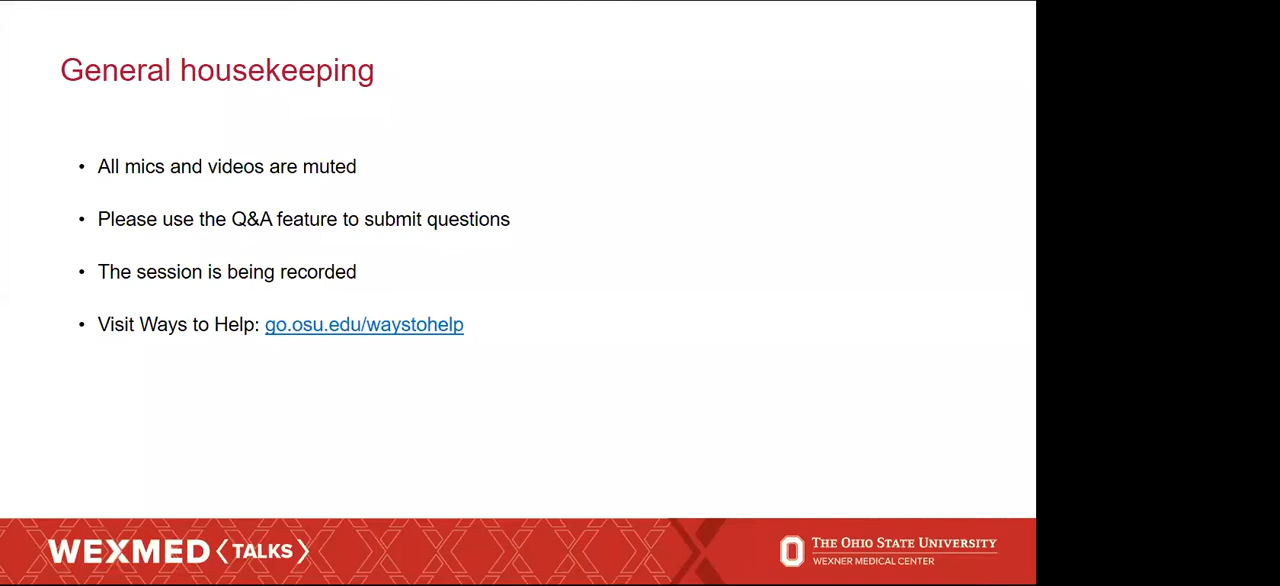 General housekeeping
• All mics and videos are muted
• Please use the Q&A feature to submit questions
• The session is being recorded
• Visit Ways to Help: go.osu.edu/waystohelp
WEXMED 〈TALKS〉
O
THE OHIO STATE UNIVERSITY
WEXNER MEDICAL CENTER